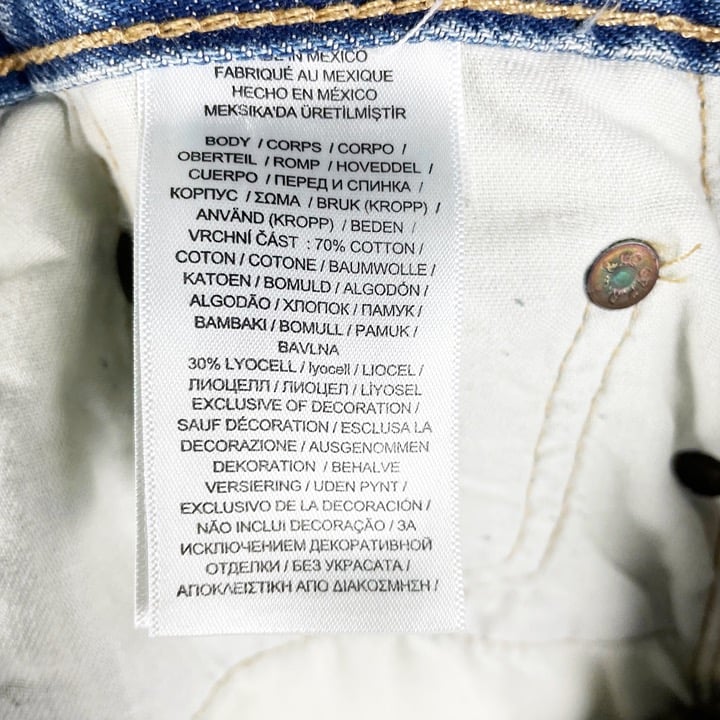 IN MEXICO
FABRIQUÉ AU MEXIQUE
HECHO EN MÉXICO
MEKSIKA'DA ÜRETİLMİŞTİR
BODY / CORPS / CORPO /
OBERTEIL / ROMP / HOVEDDEL /
CUERPO / ПЕРЕД И СПИНКА /
КОРПУС / ΣΩΜΑ / BRUK (KROPP) /
ANVÄND (KROPP) / BEDEN /
VRCHNÍ ČÁST : 70% COTTON /
COTON / COTONE / BAUMWOLLE /
KATOEN / BOMULD / ALGODÓN /
ALGODÃO / ХЛОПОК / ПАМУК /
BAMBAKI / BOMULL / PAMUK /
BAVLNA
30% LYOCELL / lyocell / LIOCEL /
ЛИОЦЕЛЛ / ЛИОЦЕЛ / LİYOSEL
EXCLUSIVE OF DECORATION /
SAUF DÉCORATION / ESCLUSA LA
DECORAZIONE / AUSGENOMMEN
DEKORATION / BEHALVE
VERSIERING / UDEN PYNT /
EXCLUSIVO DE LA DECORACIÓN /
NÃO INCLUI DECORAÇÃO / ЗА
ИСКЛЮЧЕНИЕМ ДЕКОРАТИВНОЙ
ОТДЕЛКИ / БЕЗ УКРАСАТА /
ΑΠΟΚΛΕΙΣΤΙΚΗ ΑΠΟ ΔΙΑΚΟΣΜΗΣΗ /